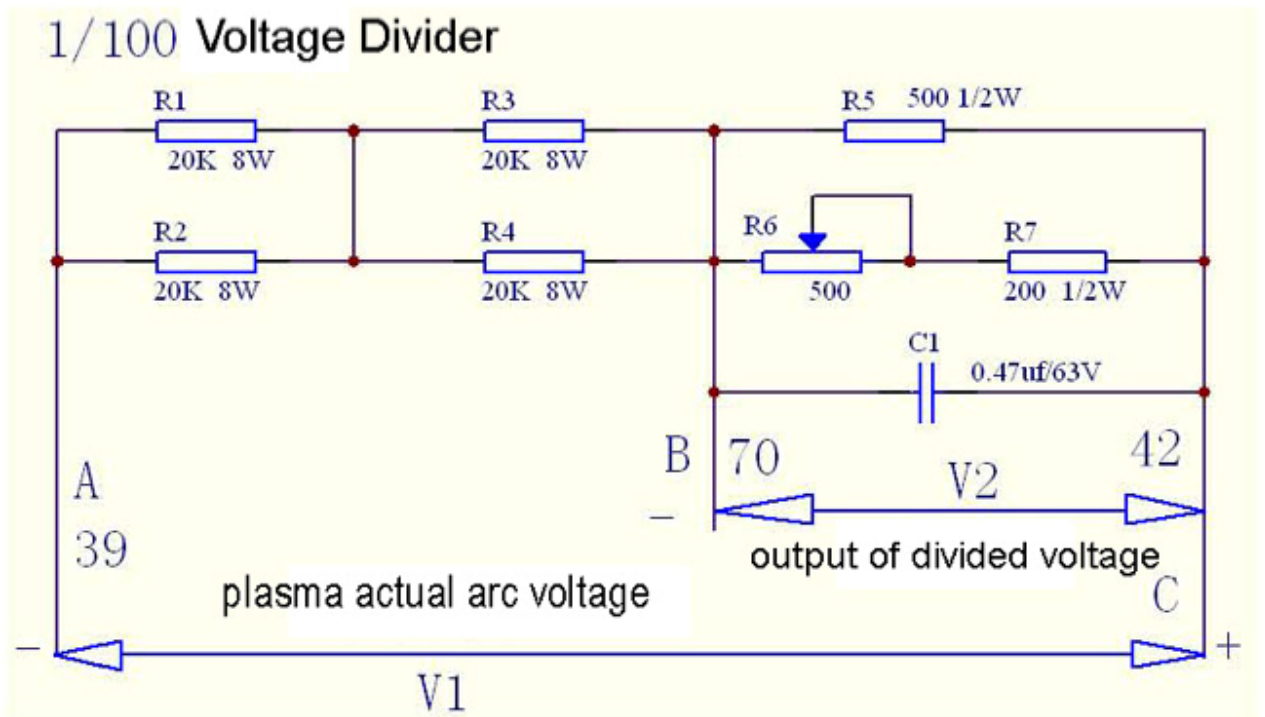 1/100 Voltage Divider
R1 R3 R5 500 1/2W
20K 8W 20K 8W
R2 R4 R6 R7
20K 8W 20K 8W 500 200 1/2W
C1
0.47uf/63V
A B 70 V2 42
-
39 output of divided voltage
plasma actual arc voltage C
- +
V1